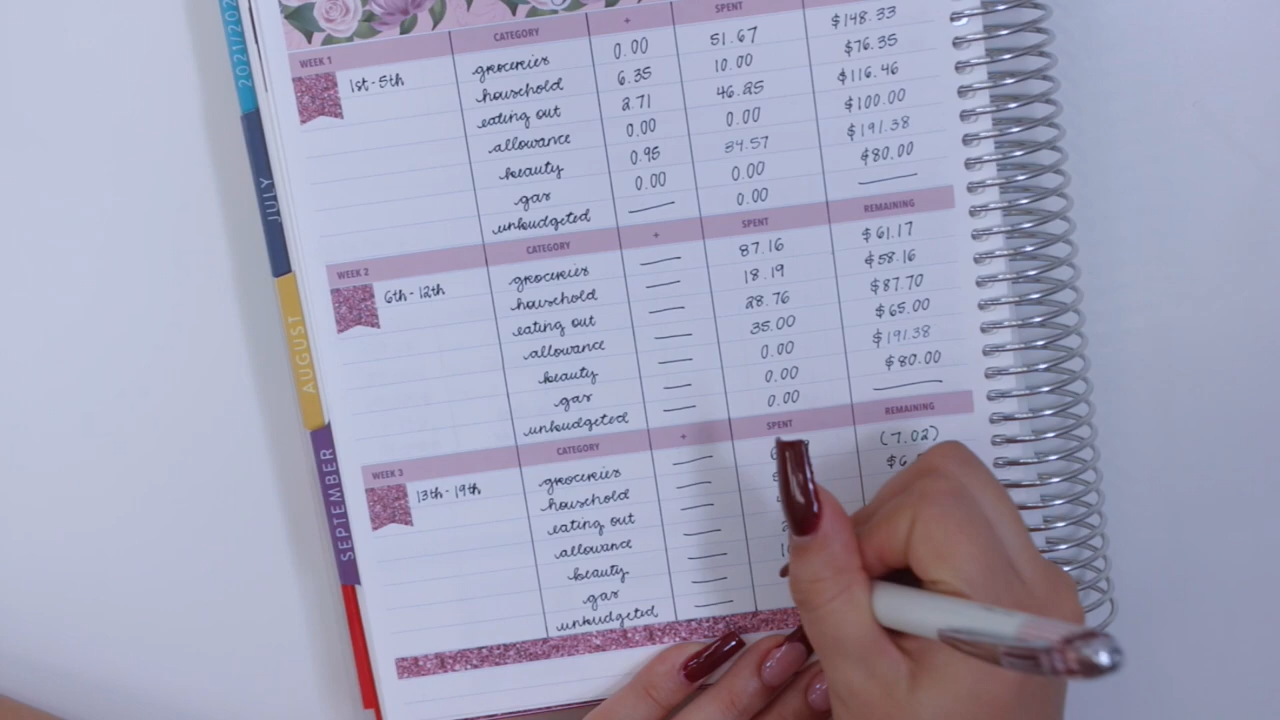 2021/202
JULY
AUGUST
SEPTEMBER
CATEGORY + SPENT
WEEK 1 1st - 5th
groceries 0.00 51.67 $148.33
household 6.35 10.00 $76.35
eating out 2.71 46.25 $116.46
allowance 0.00 0.00 $100.00
beauty 0.95 34.57 $191.38
gas 0.00 0.00 $80.00
unbudgeted — 0.00 —
WEEK 2 CATEGORY + SPENT REMAINING
6th - 12th
groceries — 87.16 $61.17
household — 18.19 $58.16
eating out — 28.76 $87.70
allowance — 35.00 $65.00
beauty — 0.00 $191.38
gas — 0.00 $80.00
unbudgeted — 0.00 —
WEEK 3 CATEGORY + SPENT REMAINING
13th - 19th
groceries — (7.02)
household — $6
eating out —
allowance —
beauty —
gas —
unbudgeted